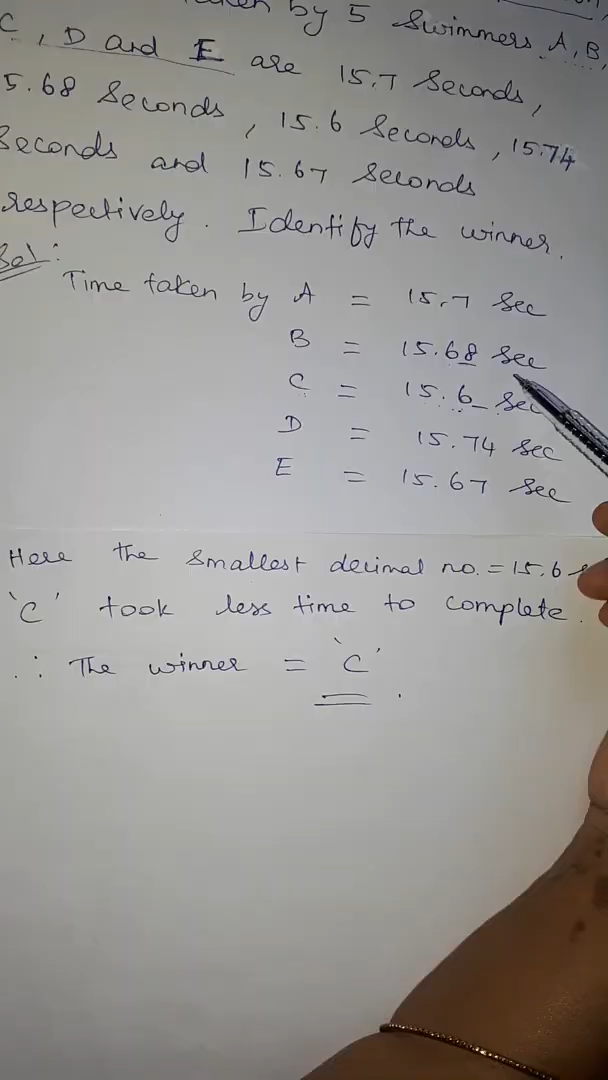 by 5 Swimmers A, B,
C, D and E are 15.7 Seconds,
5.68 Seconds, 15.6 Seconds, 15.74
Seconds and 15.67 Seconds
respectively. Identify the winner.
Sol:
Time taken by A = 15.7 Sec
B = 15.68 Sec
C = 15.6 Sec
D = 15.74 Sec
E = 15.67 Sec
Here the smallest decimal no. = 15.6
'C' took less time to complete.
∴ The winner = 'C'.